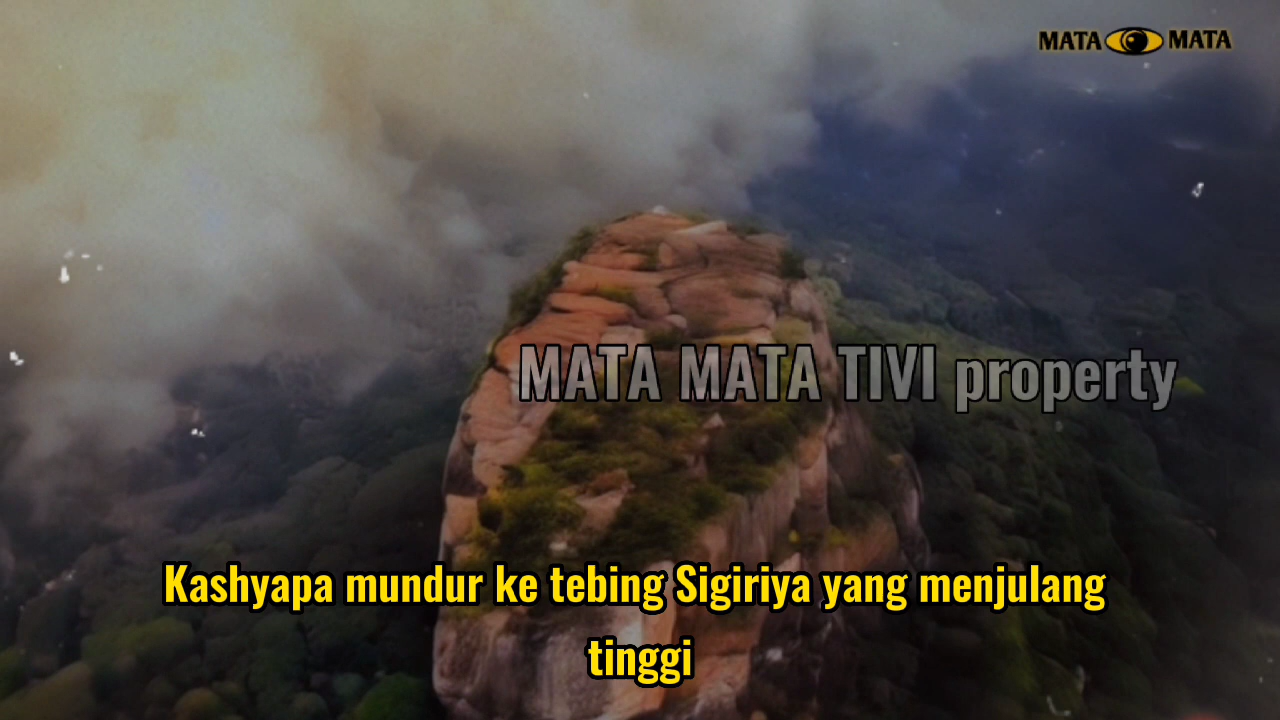 MATA MATA
MATA MATA TIVI property
Kashyapa mundur ke tebing Sigiriya yang menjulang
tinggi